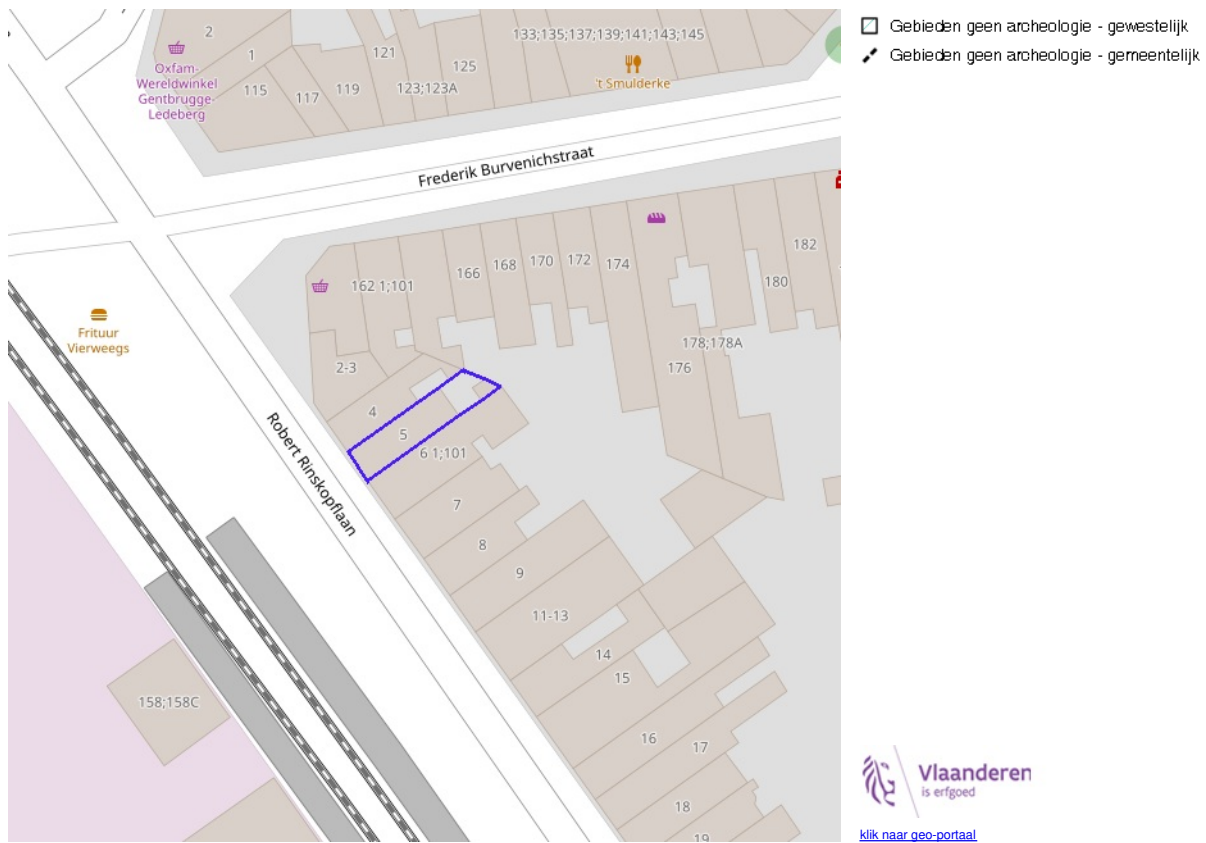 Gebieden geen archeologie - gewestelijk
Gebieden geen archeologie - gemeentelijk
2
1
Oxfam-
Wereldwinkel
Gentbrugge-
Ledeberg
115
117
119
121
123;123A
125
133;135;137;139;141;143;145
't Smulderke
Frederik Burvenichstraat
162 1;101
166
168
170
172
174
176
178;178A
180
182
Frituur
Vierweegs
2-3
4
5
6 1;101
7
8
9
11-13
14
15
16
17
18
19
Robert Rinskopflaan
158;158C
Vlaanderen
is erfgoed
klik naar geo-portaal